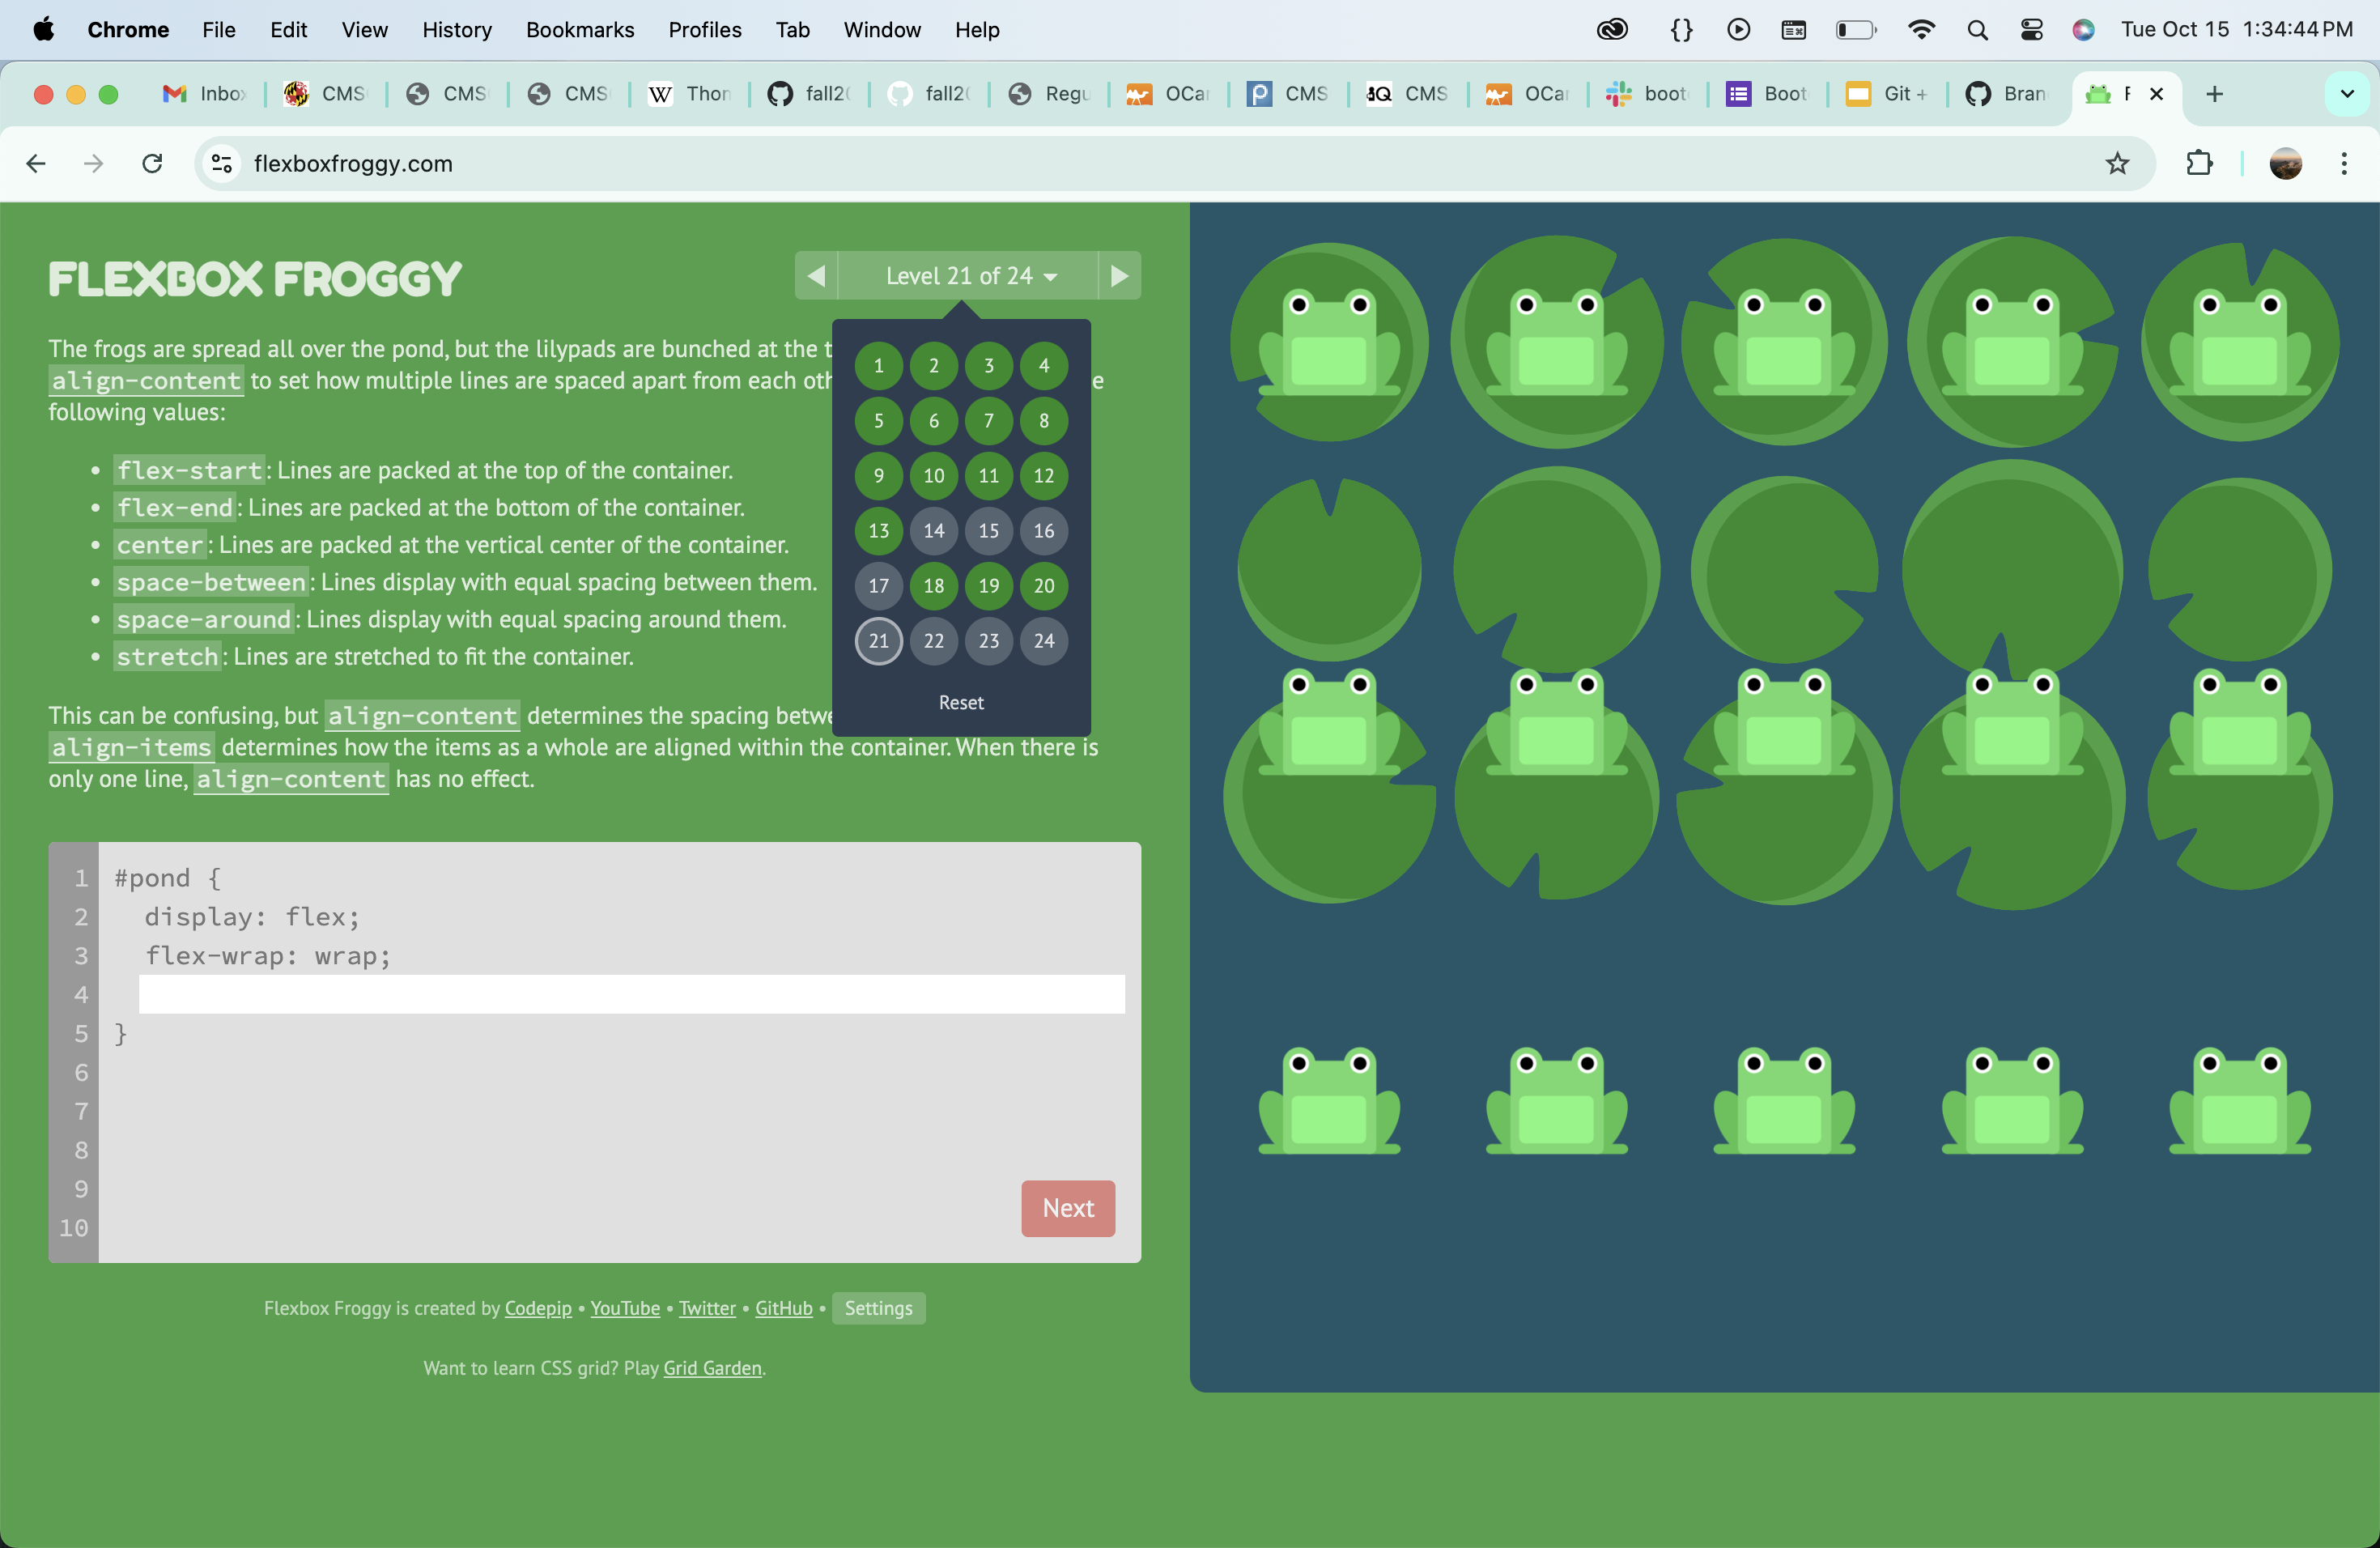 Chrome File Edit View History Bookmarks Profiles Tab Window Help Tue Oct 15 1:34:44 PM
Inbox CMS CMS CMS W Thon fall20 fall20 Regu OCar CMS IQ CMS OCar boot Boot Git + Bran
flexboxfroggy.com
FLEXBOX FROGGY
Level 21 of 24
The frogs are spread all over the pond, but the lilypads are bunched at the t
align-content to set how multiple lines are spaced apart from each oth e
following values:
flex-start: Lines are packed at the top of the container.
flex-end: Lines are packed at the bottom of the container.
center: Lines are packed at the vertical center of the container.
space-between: Lines display with equal spacing between them.
space-around: Lines display with equal spacing around them.
stretch: Lines are stretched to fit the container.
This can be confusing, but align-content determines the spacing betwe
align-items determines how the items as a whole are aligned within the container. When there is
only one line, align-content has no effect.
1 2 3 4
5 6 7 8
9 10 11 12
13 14 15 16
17 18 19 20
21 22 23 24
Reset
1 #pond {
2 display: flex;
3 flex-wrap: wrap;
4
5 }
6
7
8
9
10
Next
Flexbox Froggy is created by Codepip • YouTube • Twitter • GitHub • Settings
Want to learn CSS grid? Play Grid Garden.